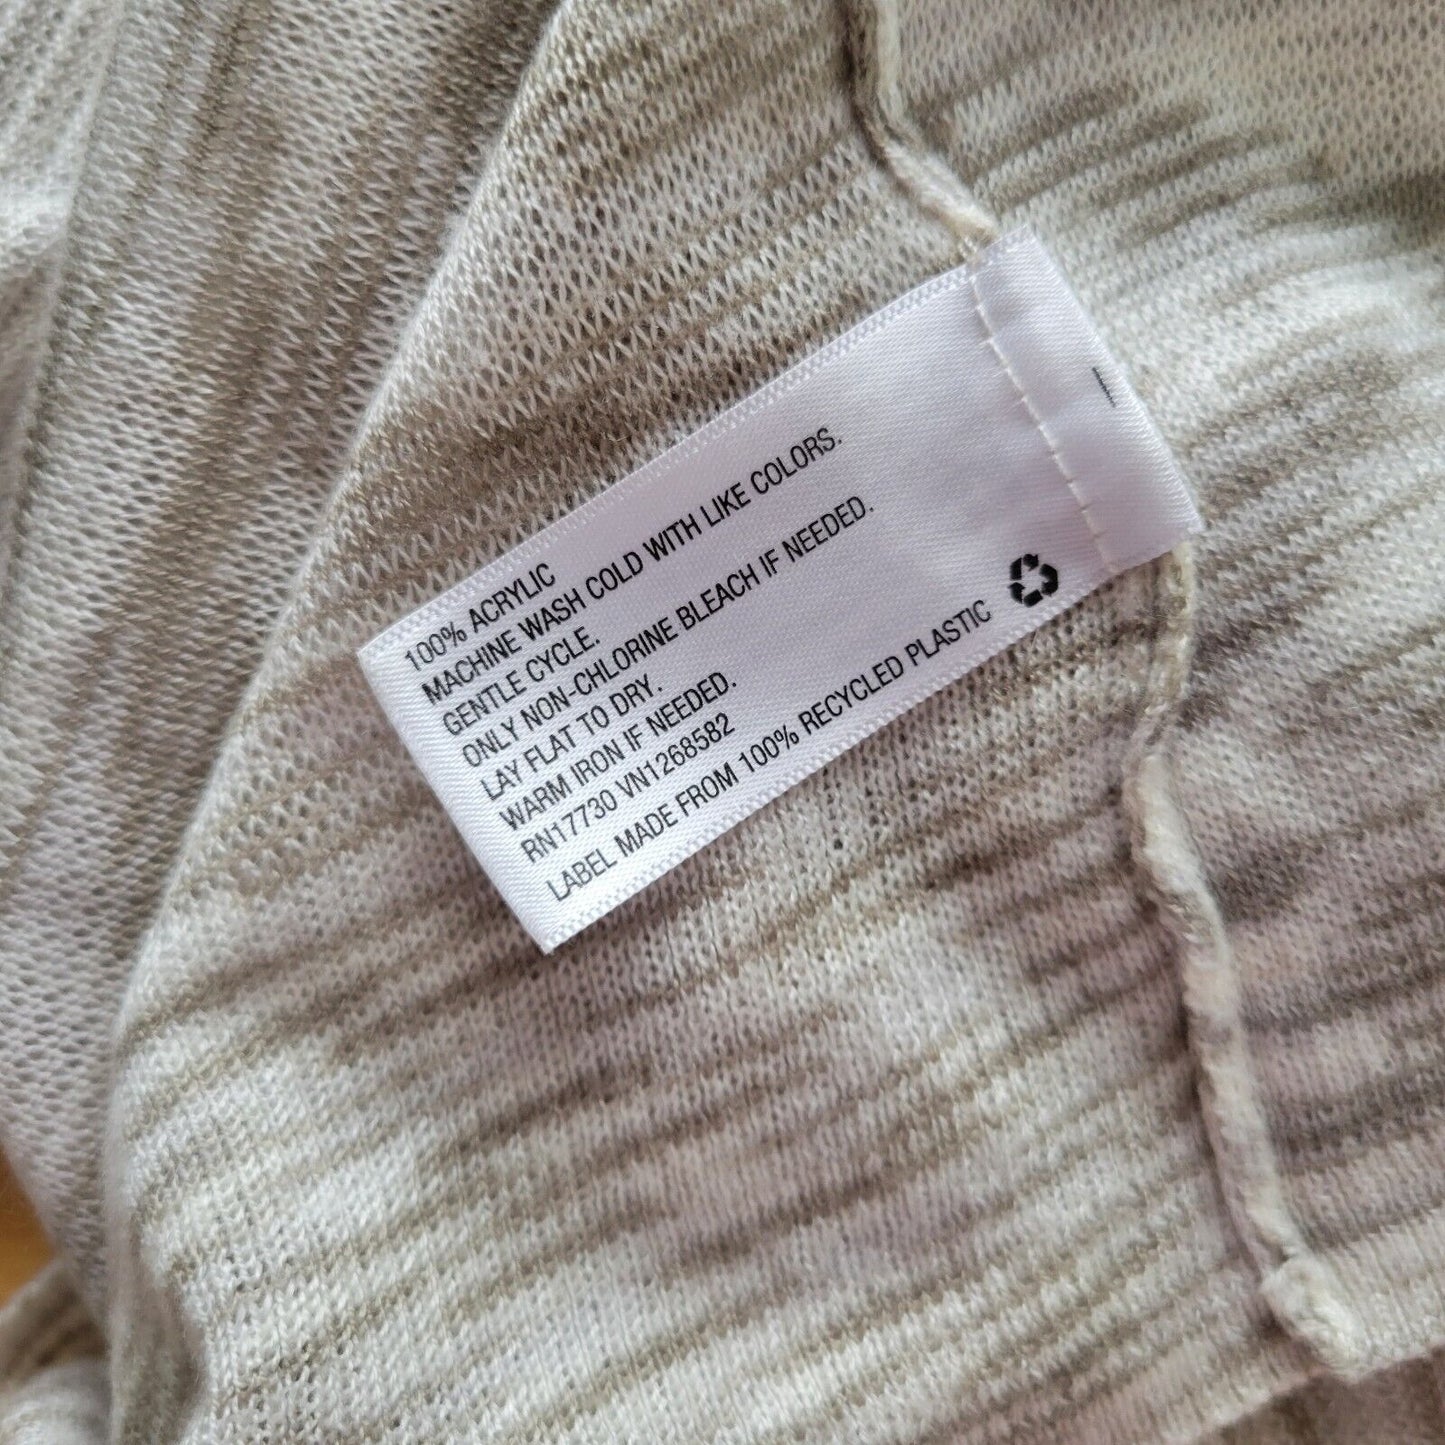 100% ACRYLIC
MACHINE WASH COLD WITH LIKE COLORS.
GENTLE CYCLE.
ONLY NON-CHLORINE BLEACH IF NEEDED.
LAY FLAT TO DRY.
WARM IRON IF NEEDED.
RN17730 VN1268582
LABEL MADE FROM 100% RECYCLED PLASTIC